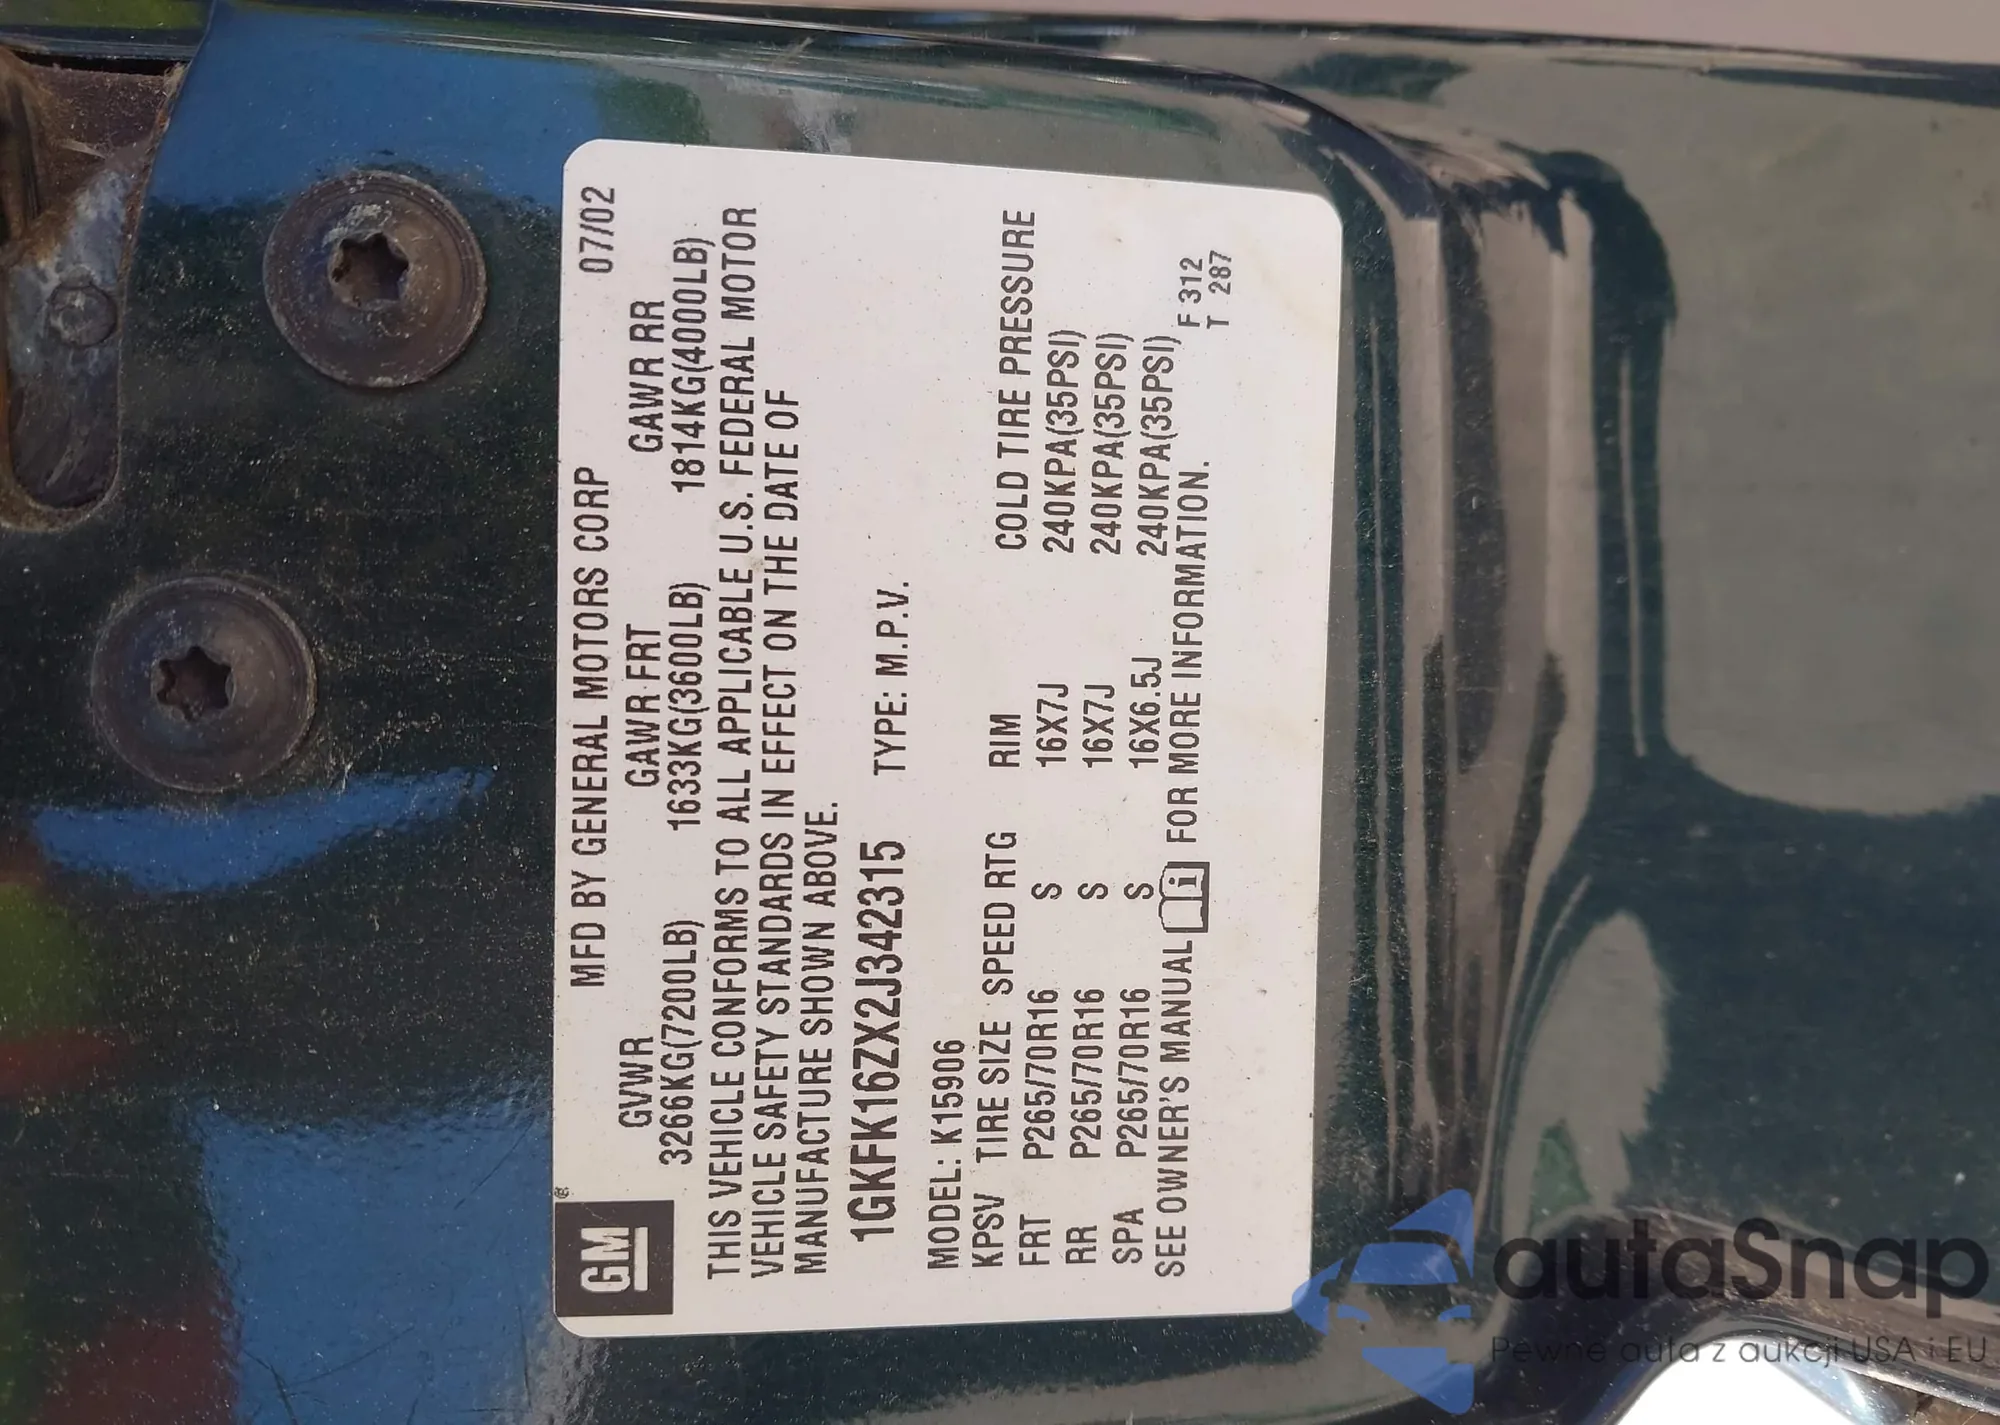 GM®
MFD BY GENERAL MOTORS CORP 07/02
GVWR GAWR FRT GAWR RR
3266KG(7200LB) 1633KG(3600LB) 1814KG(4000LB)
THIS VEHICLE CONFORMS TO ALL APPLICABLE U.S. FEDERAL MOTOR
VEHICLE SAFETY STANDARDS IN EFFECT ON THE DATE OF
MANUFACTURE SHOWN ABOVE.
1GKFK16ZX2J342315 TYPE: M.P.V.
MODEL: K15906
KPSV TIRE SIZE SPEED RTG RIM COLD TIRE PRESSURE
FRT P265/70R16 S 16X7J 240KPA(35PSI)
RR P265/70R16 S 16X7J 240KPA(35PSI)
SPA P265/70R16 S 16X6.5J 240KPA(35PSI)
SEE OWNER'S MANUAL i FOR MORE INFORMATION.
F 312
T 287
autaSnap
Pewne auta z aukcji USA i EU